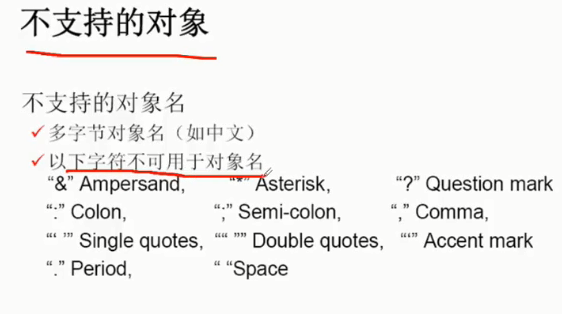 不支持的对象
不支持的对象名
✓多字节对象名（如中文）
✓以下字符不可用于对象名
“&” Ampersand, “*” Asterisk, “?” Question mark
“:” Colon, “;” Semi-colon, “,” Comma,
“‘ ’” Single quotes, ““ ”” Double quotes, “‘” Accent mark
“.” Period, “ “Space